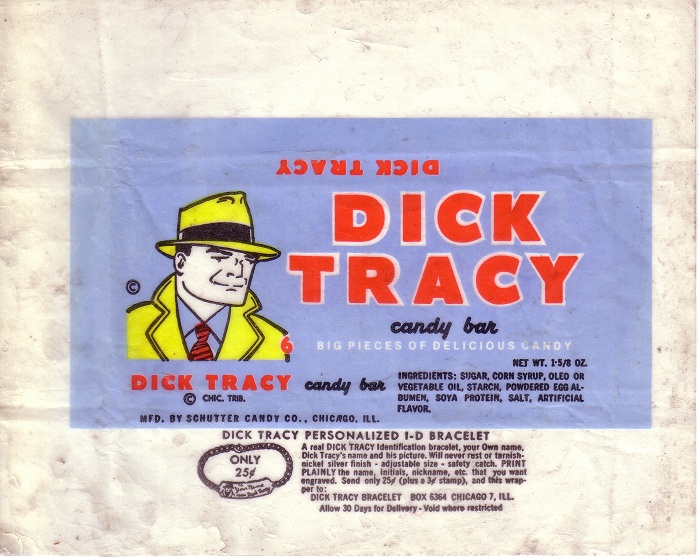 DICK TRACY
DICK
TRACY
©
candy bar
BIG PIECES OF DELICIOUS CANDY
6
NET WT. 1-5/8 OZ.
DICK TRACY candy bar
© CHIC. TRIB.
INGREDIENTS: SUGAR, CORN SYRUP, OLEO OR
VEGETABLE OIL, STARCH, POWDERED EGG AL-
BUMEN, SOYA PROTEIN, SALT, ARTIFICIAL
FLAVOR.
MFD. BY SCHUTTER CANDY CO., CHICAGO, ILL.
DICK TRACY PERSONALIZED 1-D BRACELET
ONLY
25¢
A real DICK TRACY Identification bracelet, your Own name,
Dick Tracy's name and his picture. Will never rust or tarnish-
nickel silver finish - adjustable size - safety catch. PRINT
PLAINLY the name, initials, nickname, etc. that you want
engraved. Send only 25¢ (plus a 3¢ stamp), and this wrap-
per to:
DICK TRACY BRACELET BOX 6364 CHICAGO 7, ILL.
Allow 30 Days for Delivery - Void where restricted